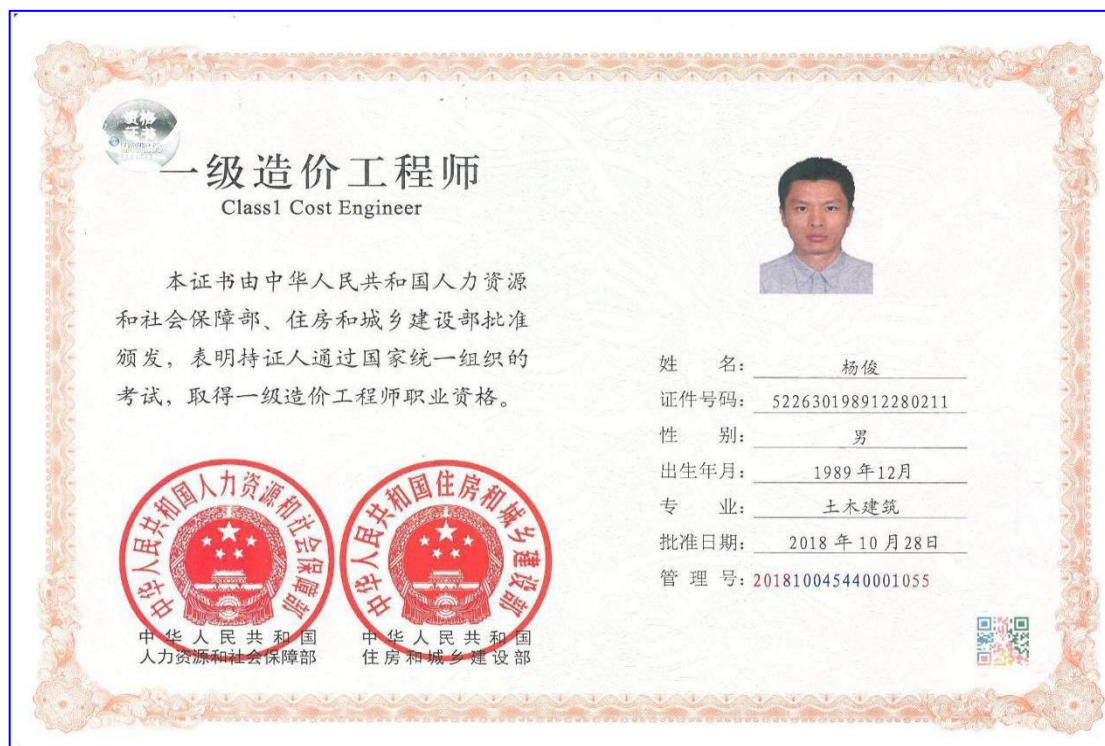 资格
证书
一级造价工程师
Class1 Cost Engineer
本证书由中华人民共和国人力资源
和社会保障部、住房和城乡建设部批准
颁发，表明持证人通过国家统一组织的
考试，取得一级造价工程师职业资格。
中华人民共和国人力资源和社会保障部
中华人民共和国
人力资源和社会保障部
中华人民共和国住房和城乡建设部
中华人民共和国
住房和城乡建设部
姓 名：杨俊
证件号码：522630198912280211
性 别：男
出生年月：1989年12月
专 业：土木建筑
批准日期：2018年10月28日
管 理 号：201810045440001055